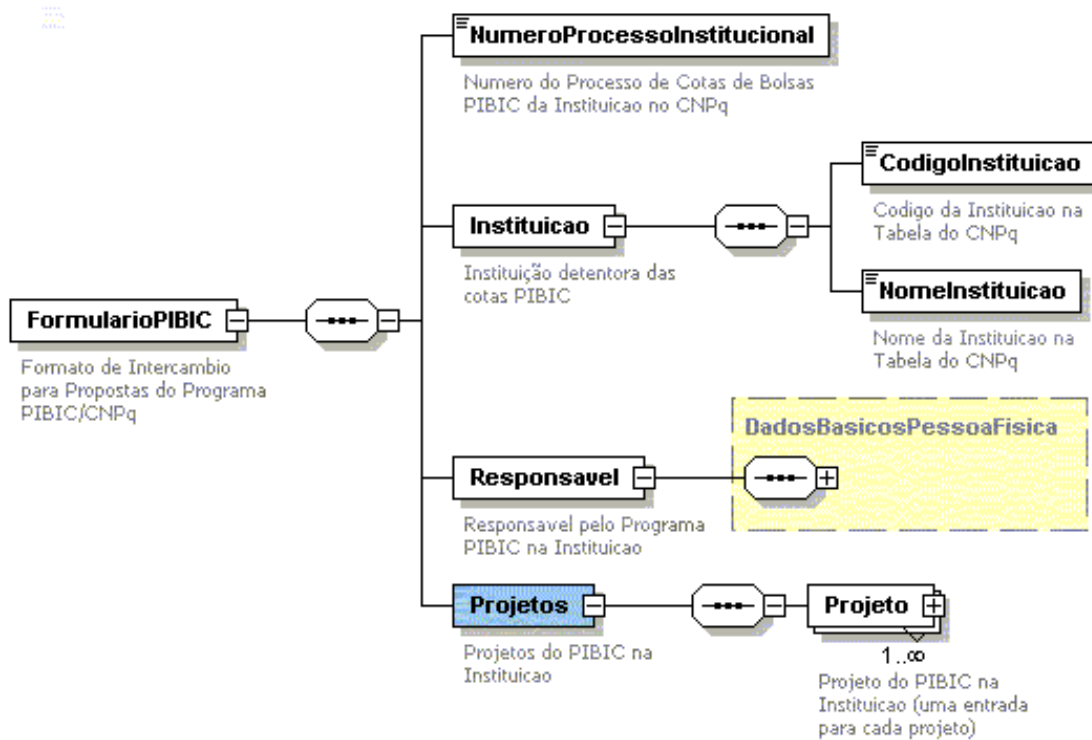 NumeroProcessoInstitucional
Numero do Processo de Cotas de Bolsas
PIBIC da Instituicao no CNPq
CodigoInstituicao
Codigo da Instituicao na
Tabela do CNPq
Instituicao
Instituição detentora das
cotas PIBIC
NomeInstituicao
Nome da Instituicao na
Tabela do CNPq
FormularioPIBIC
Formato de Intercambio
para Propostas do Programa
PIBIC/CNPq
DadosBasicosPessoaFisica
Responsavel
Responsavel pelo Programa
PIBIC na Instituicao
Projetos
Projetos do PIBIC na
Instituicao
Projeto
1..∞
Projeto do PIBIC na
Instituicao (uma entrada
para cada projeto)